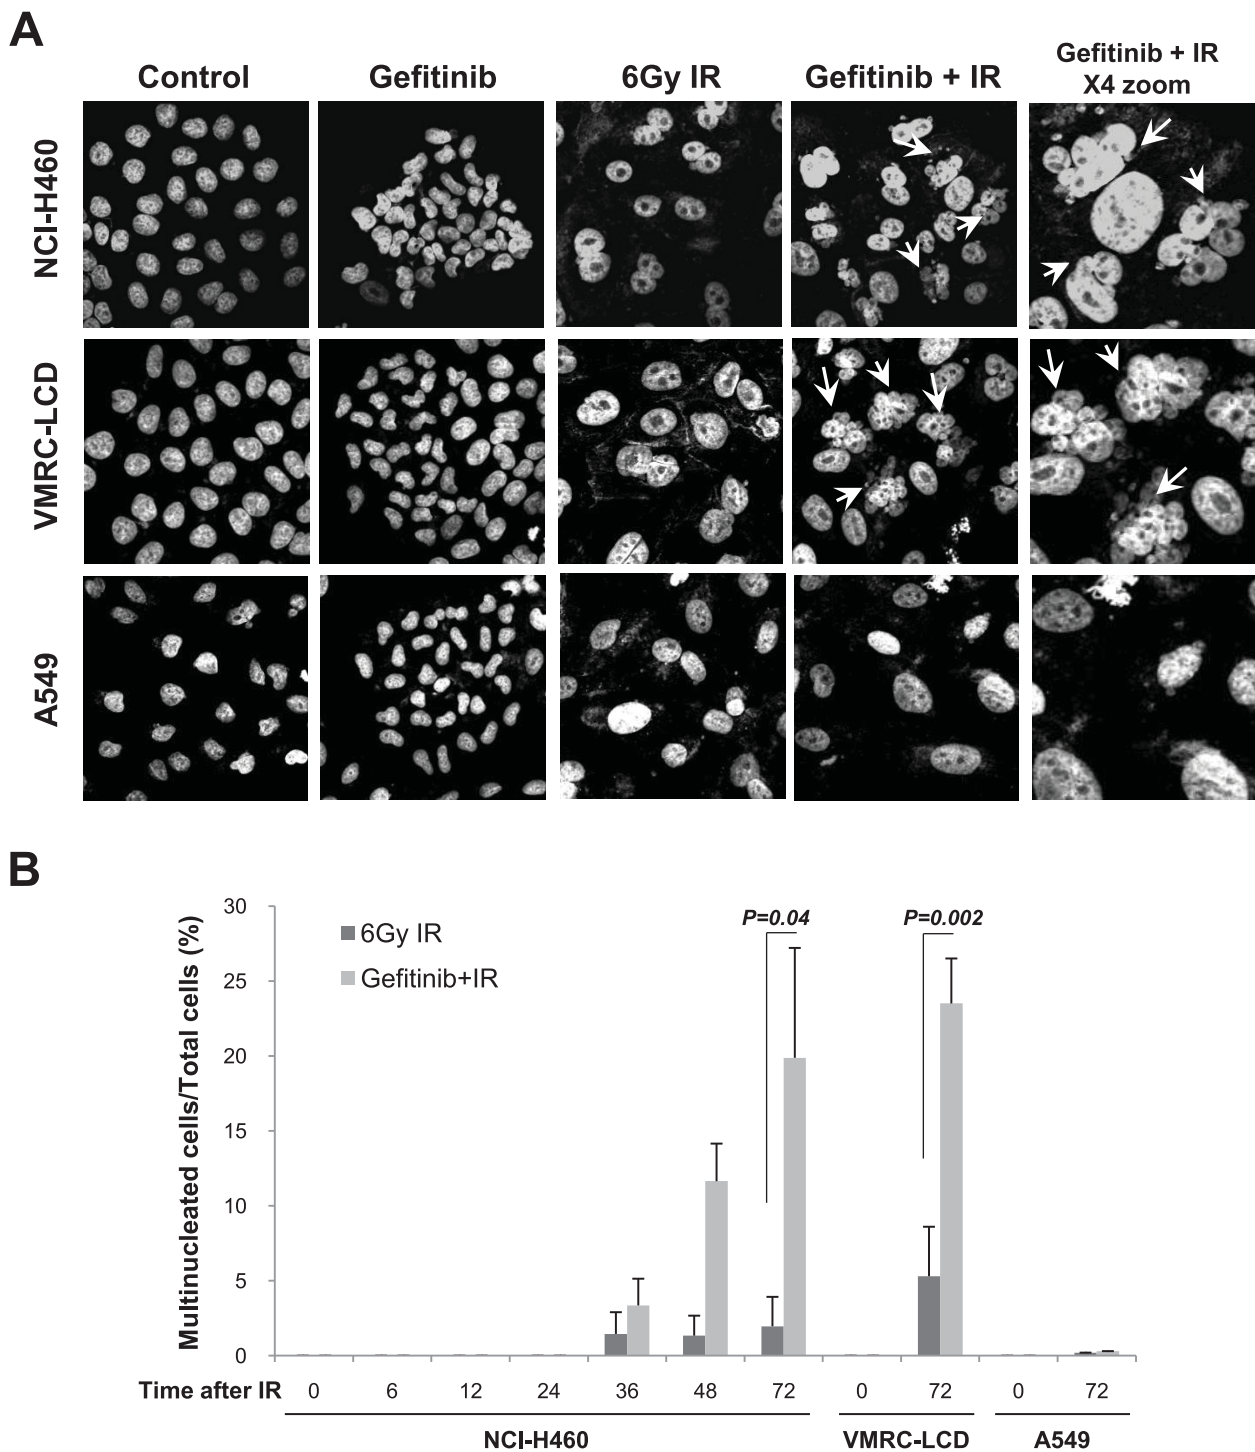 A
Control Gefitinib 6Gy IR Gefitinib + IR Gefitinib + IR
X4 zoom
NCI-H460
VMRC-LCD
A549
B
Multinucleated cells/Total cells (%)
30
25
20
15
10
5
0
6Gy IR
Gefitinib+IR
P=0.04 P=0.002
Time after IR 0 6 12 24 36 48 72 0 72 0 72
NCI-H460 VMRC-LCD A549